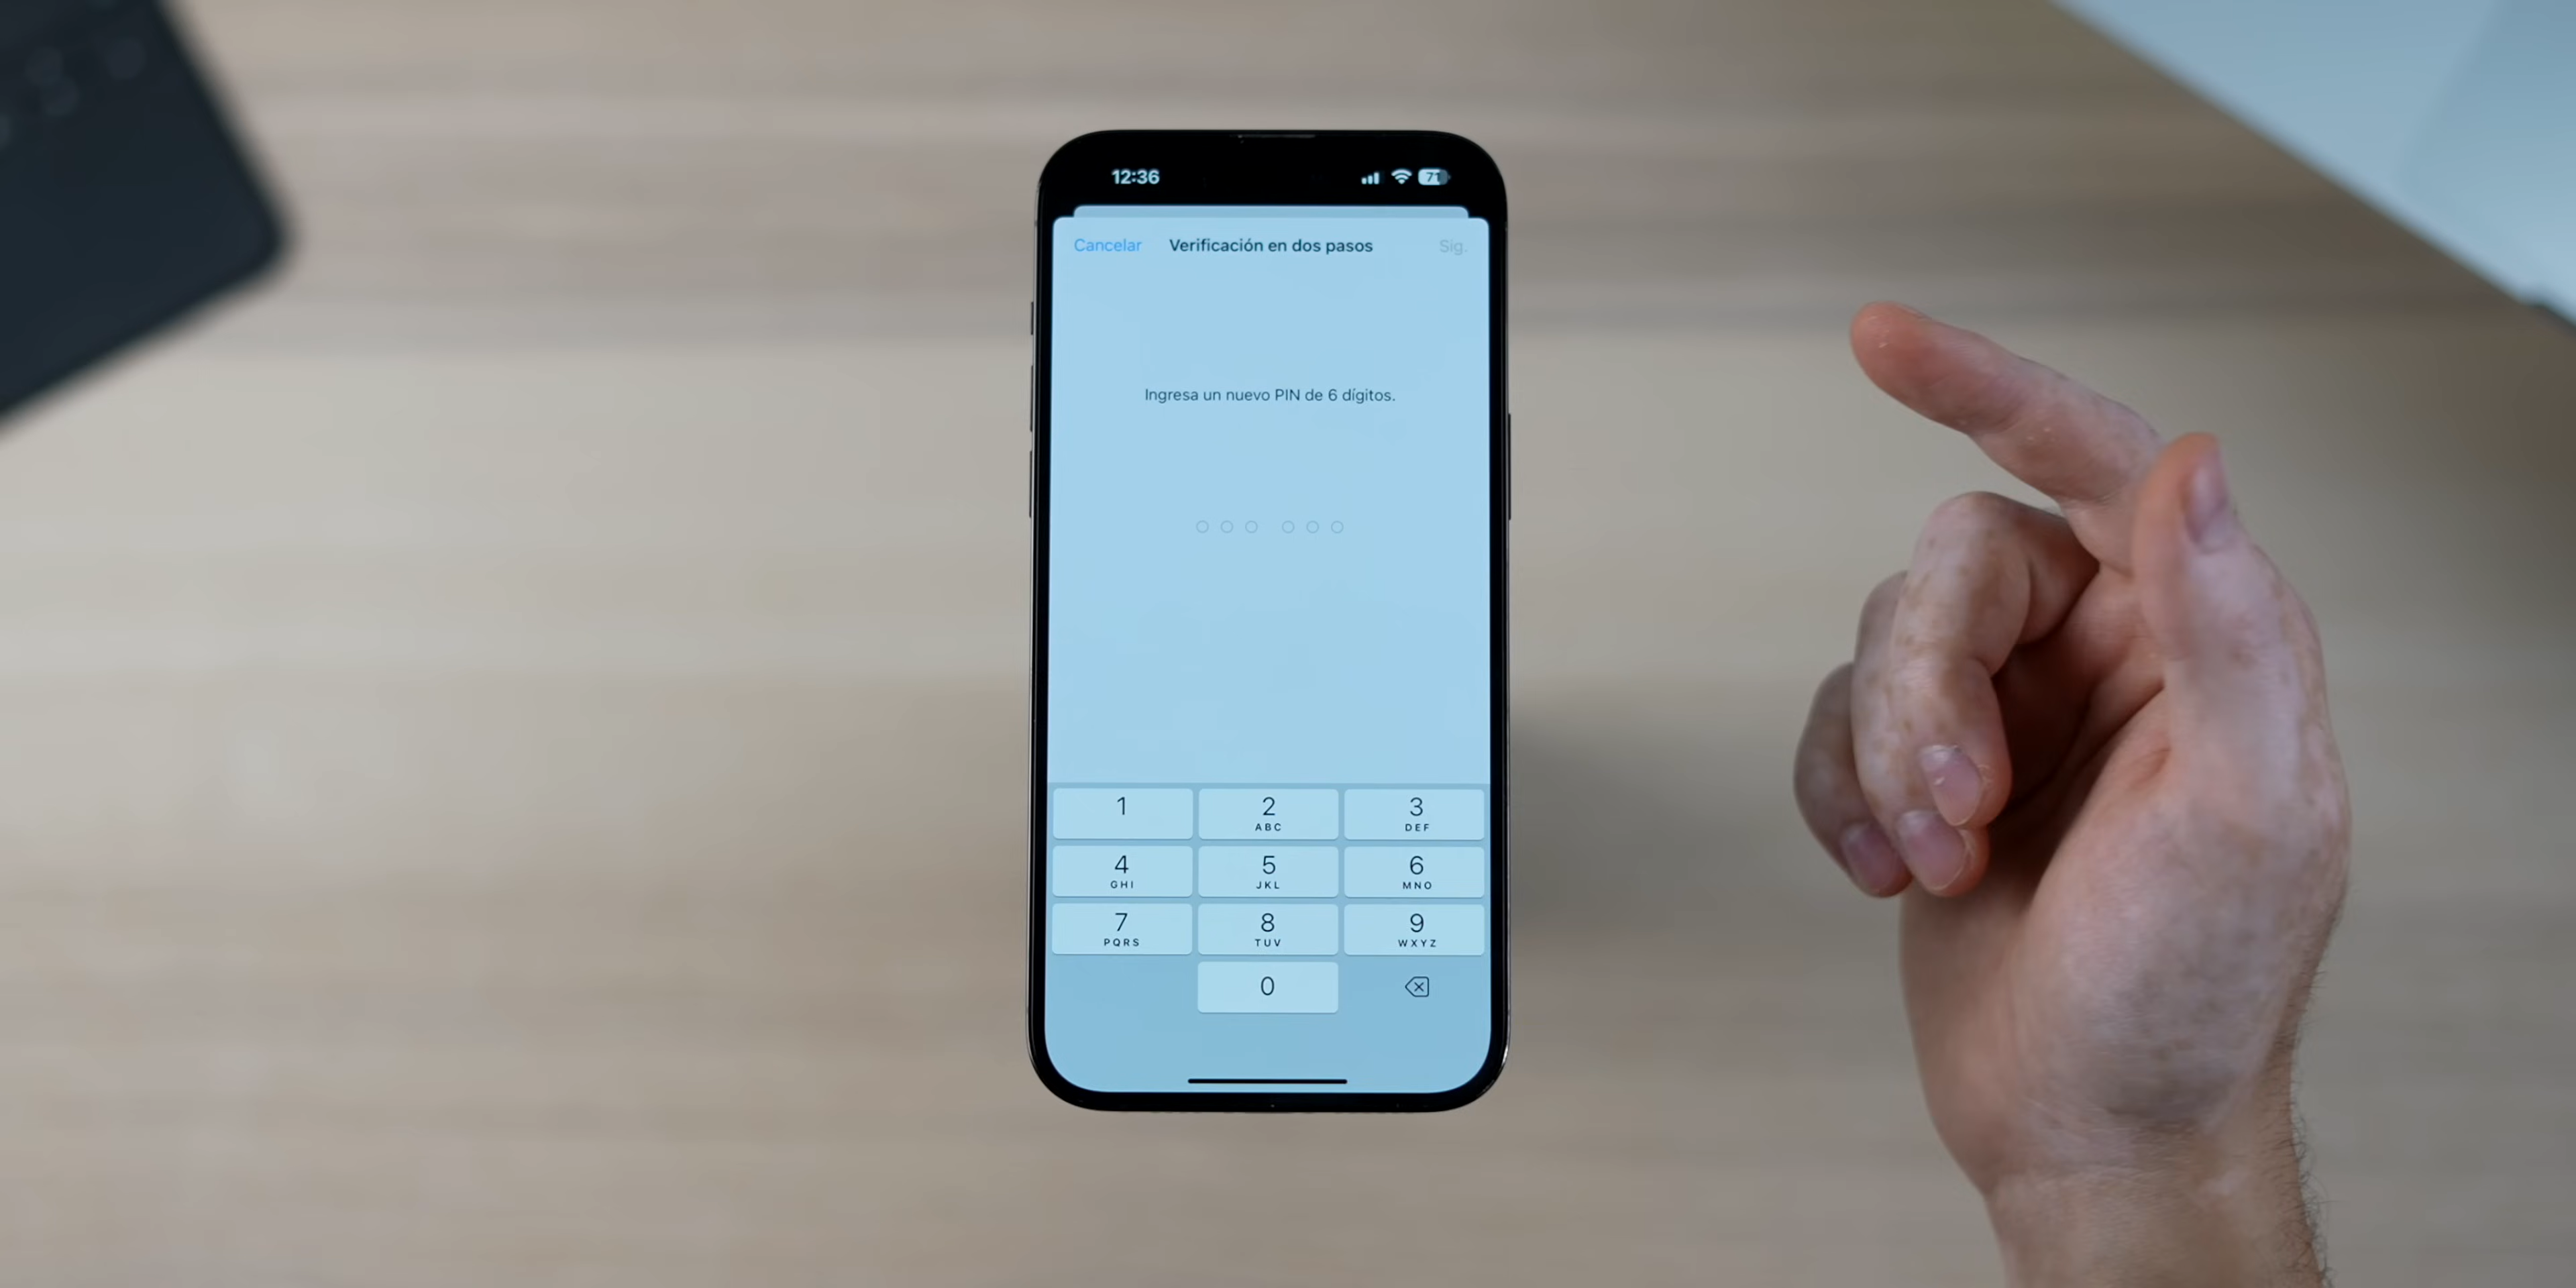 12:36
71
Cancelar Verificación en dos pasos Sig.
Ingresa un nuevo PIN de 6 dígitos.
1 2 3
ABC DEF
4 5 6
GHI JKL MNO
7 8 9
PQRS TUV WXYZ
0